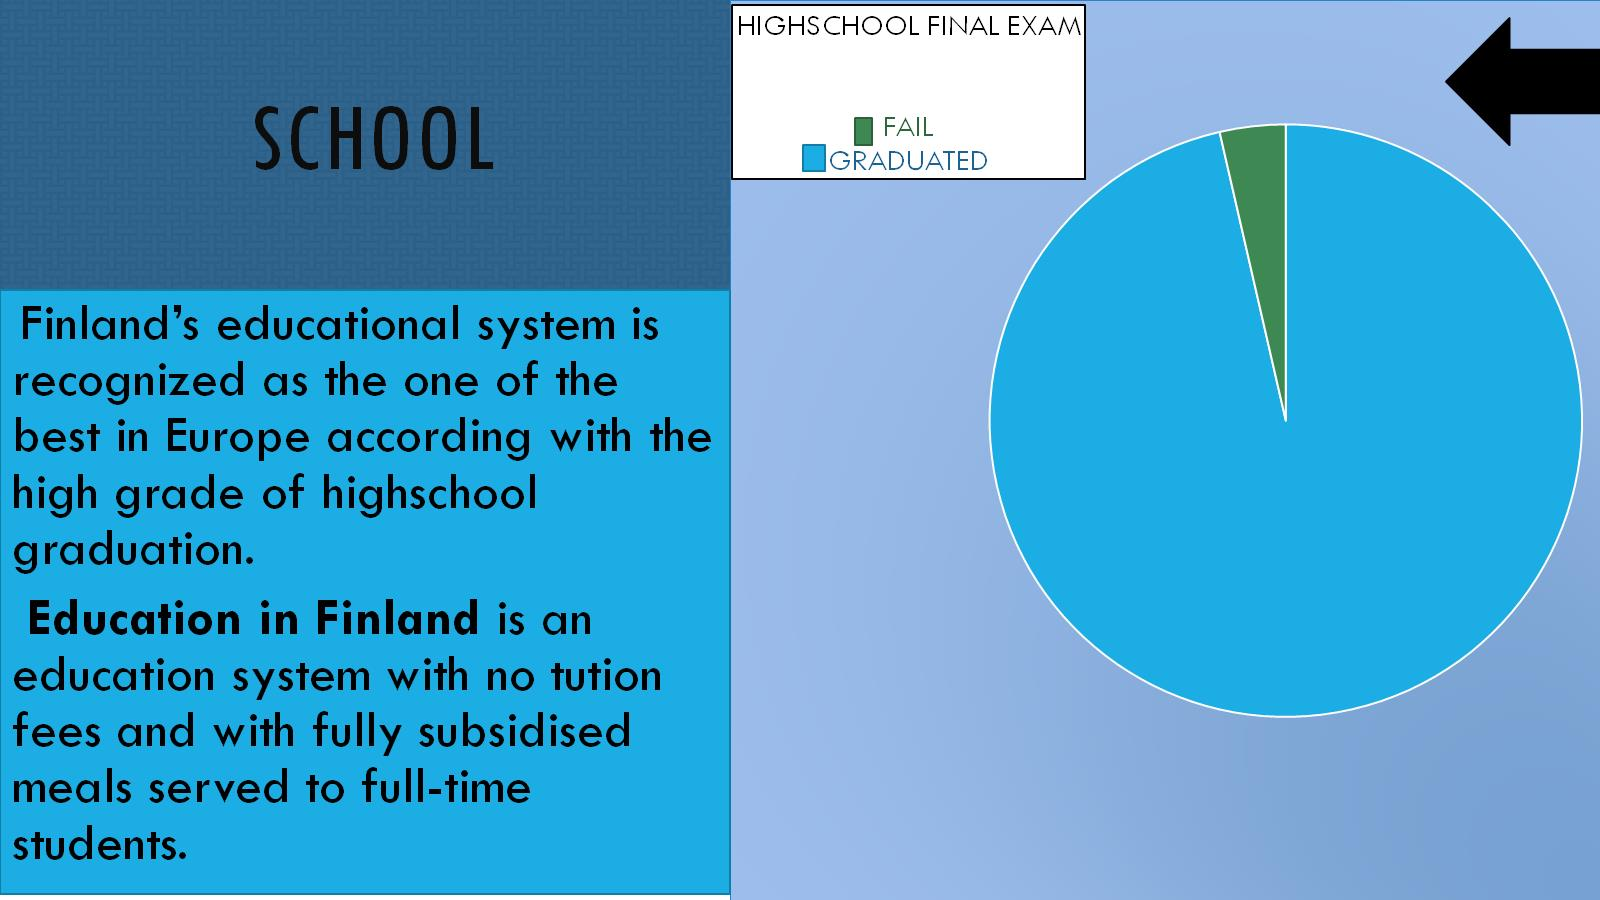 SCHOOL
Finland’s educational system is
recognized as the one of the
best in Europe according with the
high grade of highschool
graduation.
Education in Finland is an
education system with no tution
fees and with fully subsidised
meals served to full-time
students.
HIGHSCHOOL FINAL EXAM
FAIL
GRADUATED